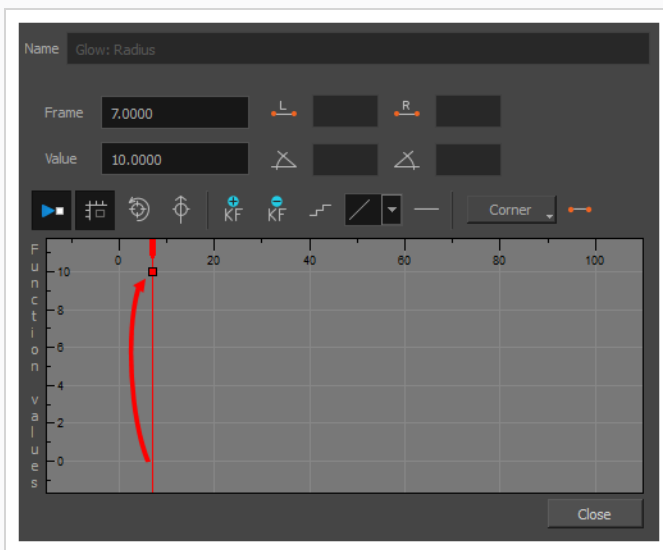 Name Glow: Radius
Frame 7.0000 L R
Value 10.0000
KF KF Corner
0 20 40 60 80 100
10
8
6
4
2
0
Function values
Close